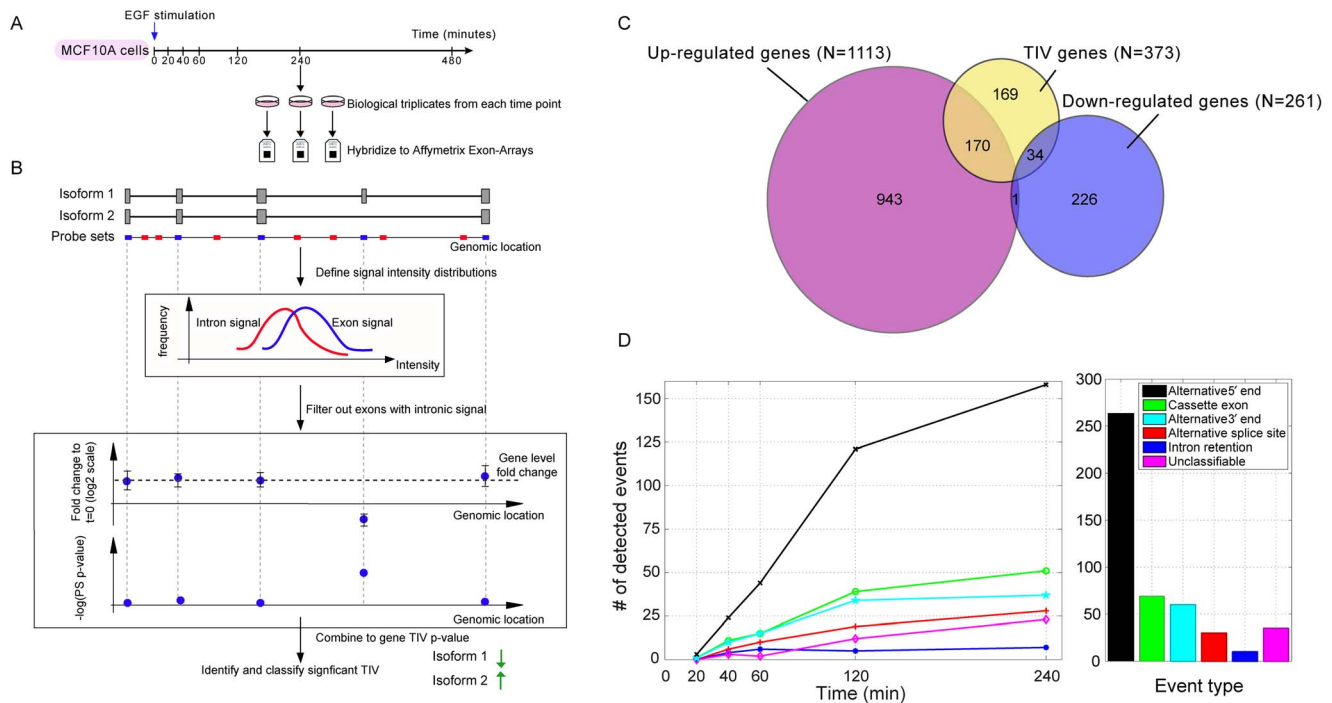 A
EGF stimulation
MCF10A cells
Time (minutes)
0 20 40 60 120 240 480
Biological triplicates from each time point
Hybridize to Affymetrix Exon-Arrays
B
Isoform 1
Isoform 2
Probe sets
Genomic location
Define signal intensity distributions
frequency
Intron signal
Exon signal
Intensity
Filter out exons with intronic signal
Fold change to
t=0 (log2 scale)
Gene level
fold change
Genomic location
-log(PS p-value)
Genomic location
Combine to gene TIV p-value
Identify and classify signficant TIV
Isoform 1
Isoform 2
C
Up-regulated genes (N=1113)
TIV genes (N=373)
Down-regulated genes (N=261)
169
170
34
943
1
226
D
# of detected events
150
125
100
75
50
25
0
0 20 40 60 120 240
Time (min)
300
250
200
150
100
50
0
Alternative5′ end
Cassette exon
Alternative3′ end
Alternative splice site
Intron retention
Unclassifiable
Event type